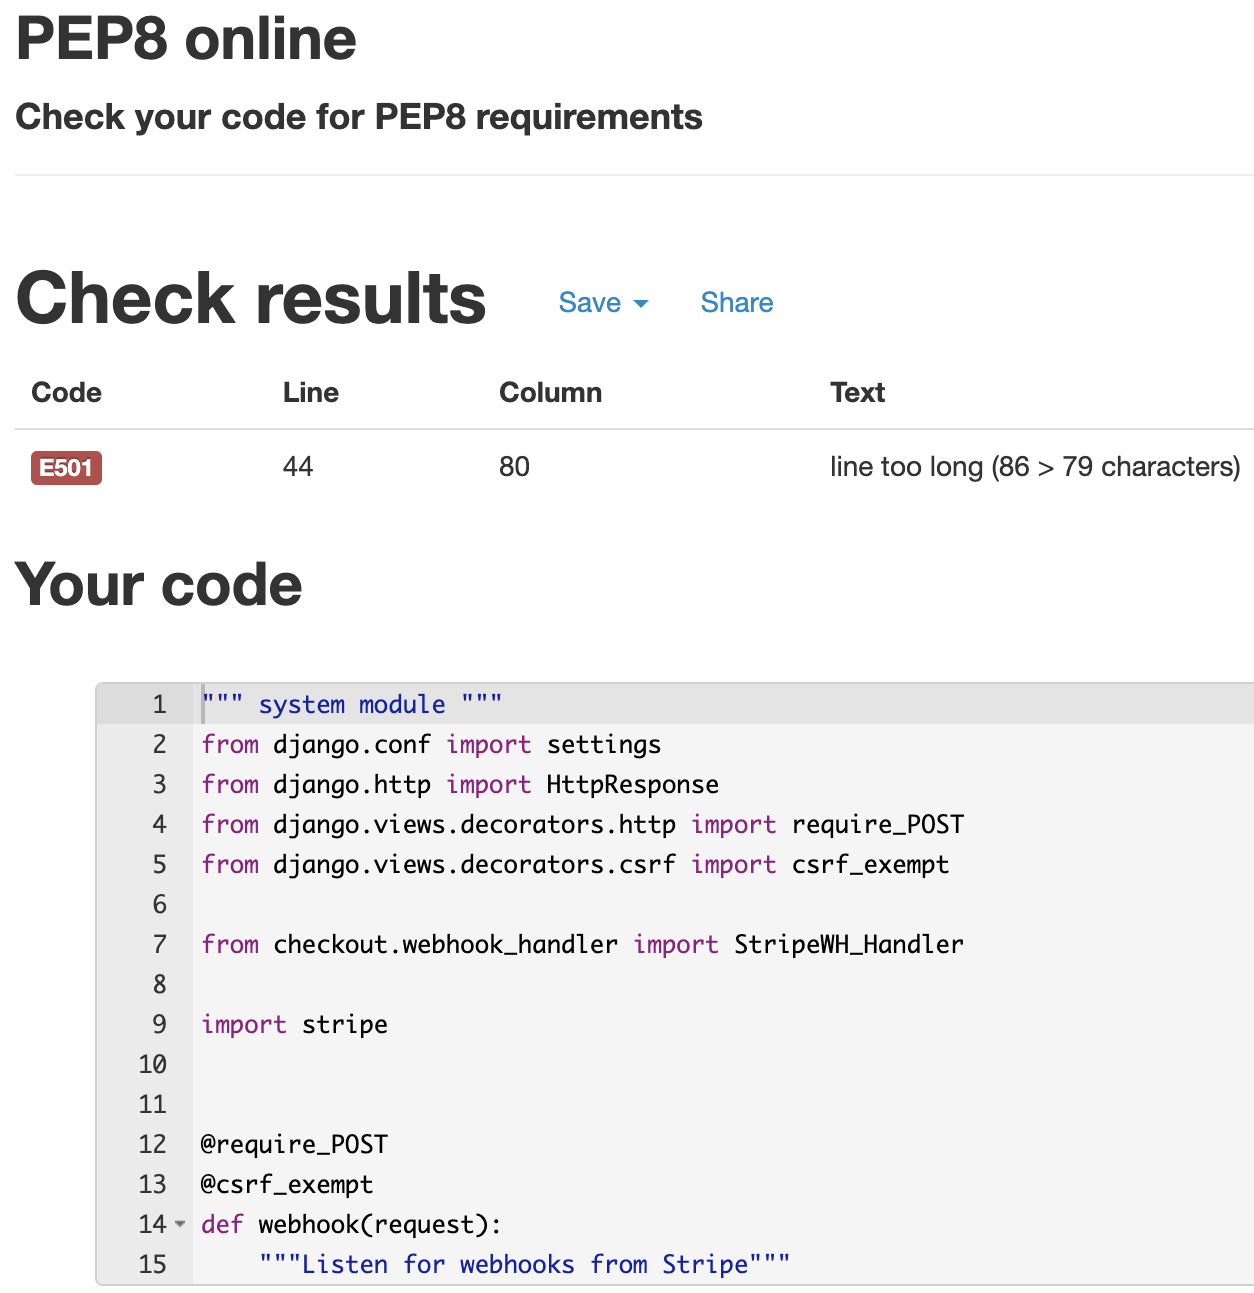 PEP8 online
Check your code for PEP8 requirements
Check results Save Share
Code Line Column Text
E501 44 80 line too long (86 > 79 characters)
Your code
1 """ system module """
2 from django.conf import settings
3 from django.http import HttpResponse
4 from django.views.decorators.http import require_POST
5 from django.views.decorators.csrf import csrf_exempt
6
7 from checkout.webhook_handler import StripeWH_Handler
8
9 import stripe
10
11
12 @require_POST
13 @csrf_exempt
14 def webhook(request):
15     """Listen for webhooks from Stripe"""